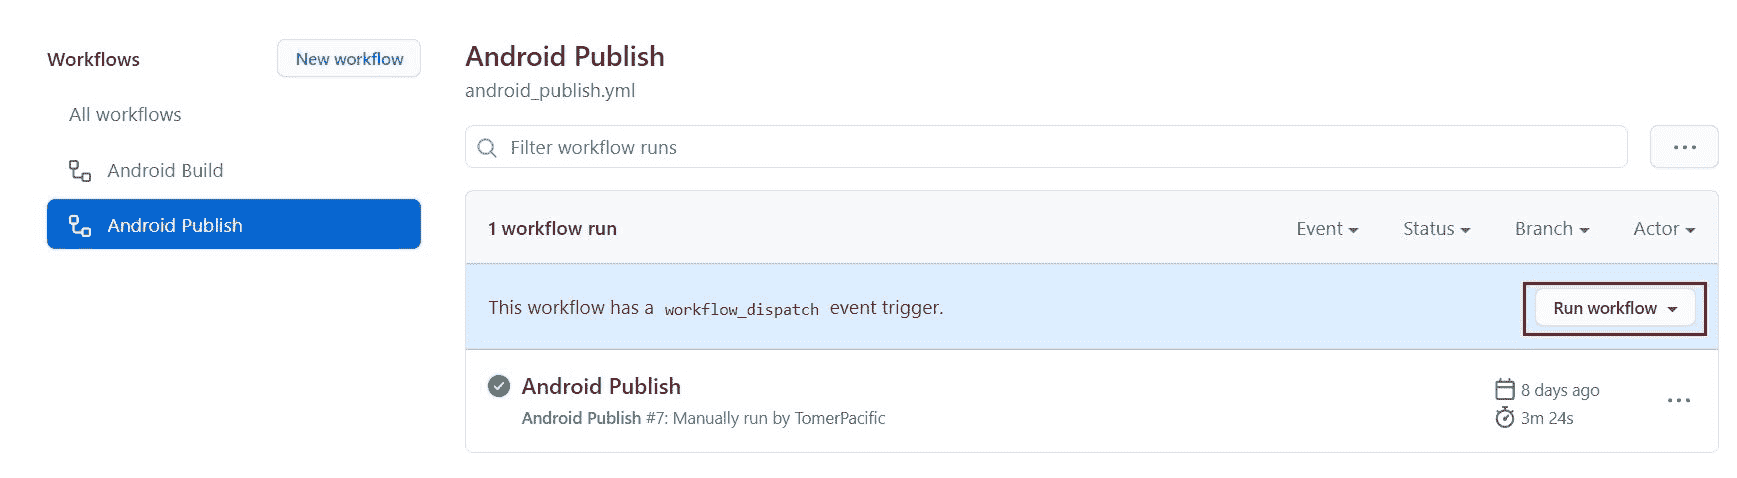 Workflows
New workflow
All workflows
Android Build
Android Publish
Android Publish
android_publish.yml
Filter workflow runs
1 workflow run
Event
Status
Branch
Actor
This workflow has a workflow_dispatch event trigger.
Run workflow
Android Publish
Android Publish #7: Manually run by TomerPacific
8 days ago
3m 24s